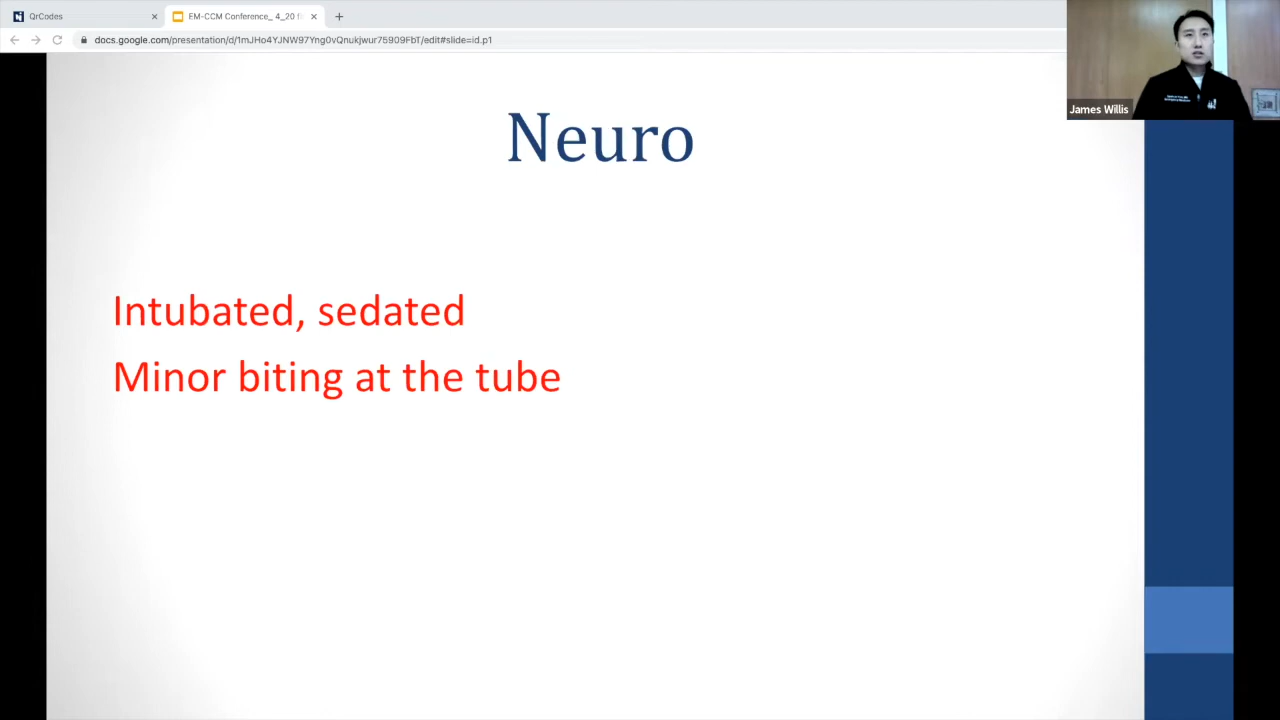 QrCodes
EM-CCM Conference_ 4_20 f
docs.google.com/presentation/d/1mJHo4YJNW97Yng0vQnukjwur75909FbT/edit#slide=id.p1
James Willis
Neuro
Intubated, sedated
Minor biting at the tube